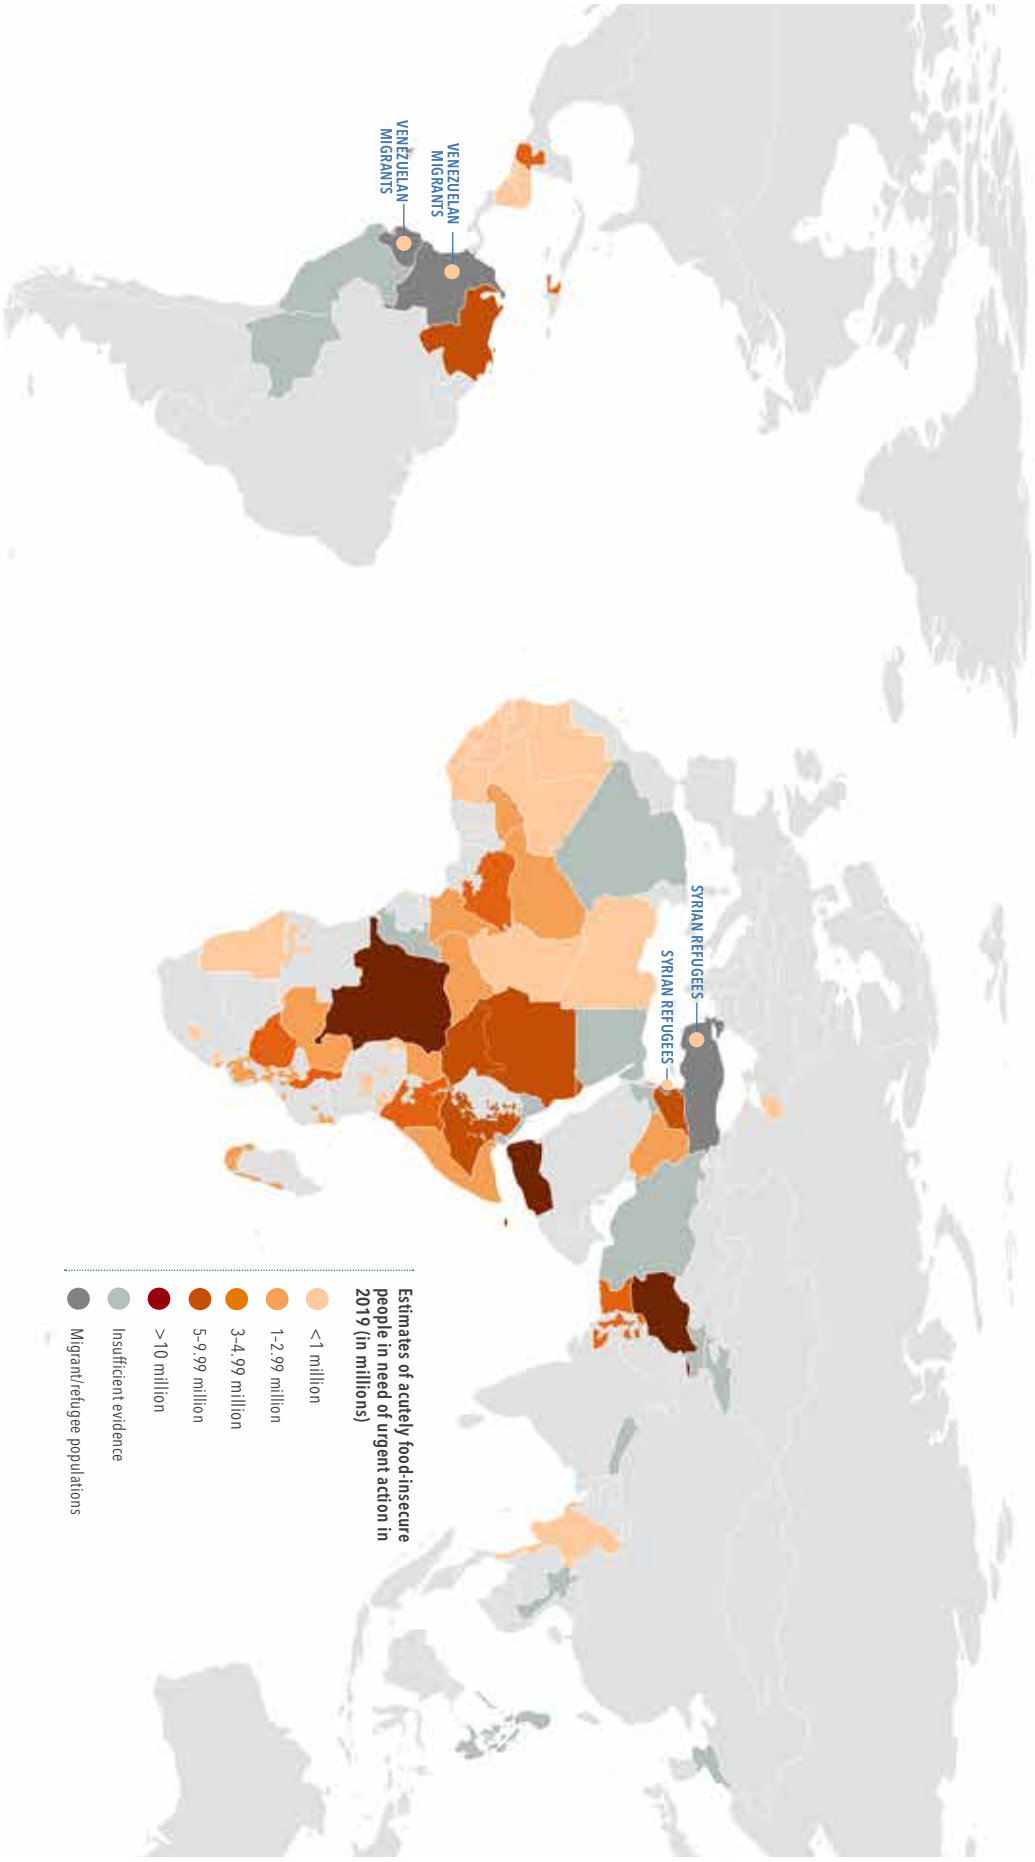 VENEZUELAN
MIGRANTS
VENEZUELAN
MIGRANTS
SYRIAN REFUGEES
SYRIAN REFUGEES
Estimates of acutely food-insecure
people in need of urgent action in
2019 (in millions)
<1 million
1–2.99 million
3–4.99 million
5–9.99 million
>10 million
Insufficient evidence
Migrant/refugee populations